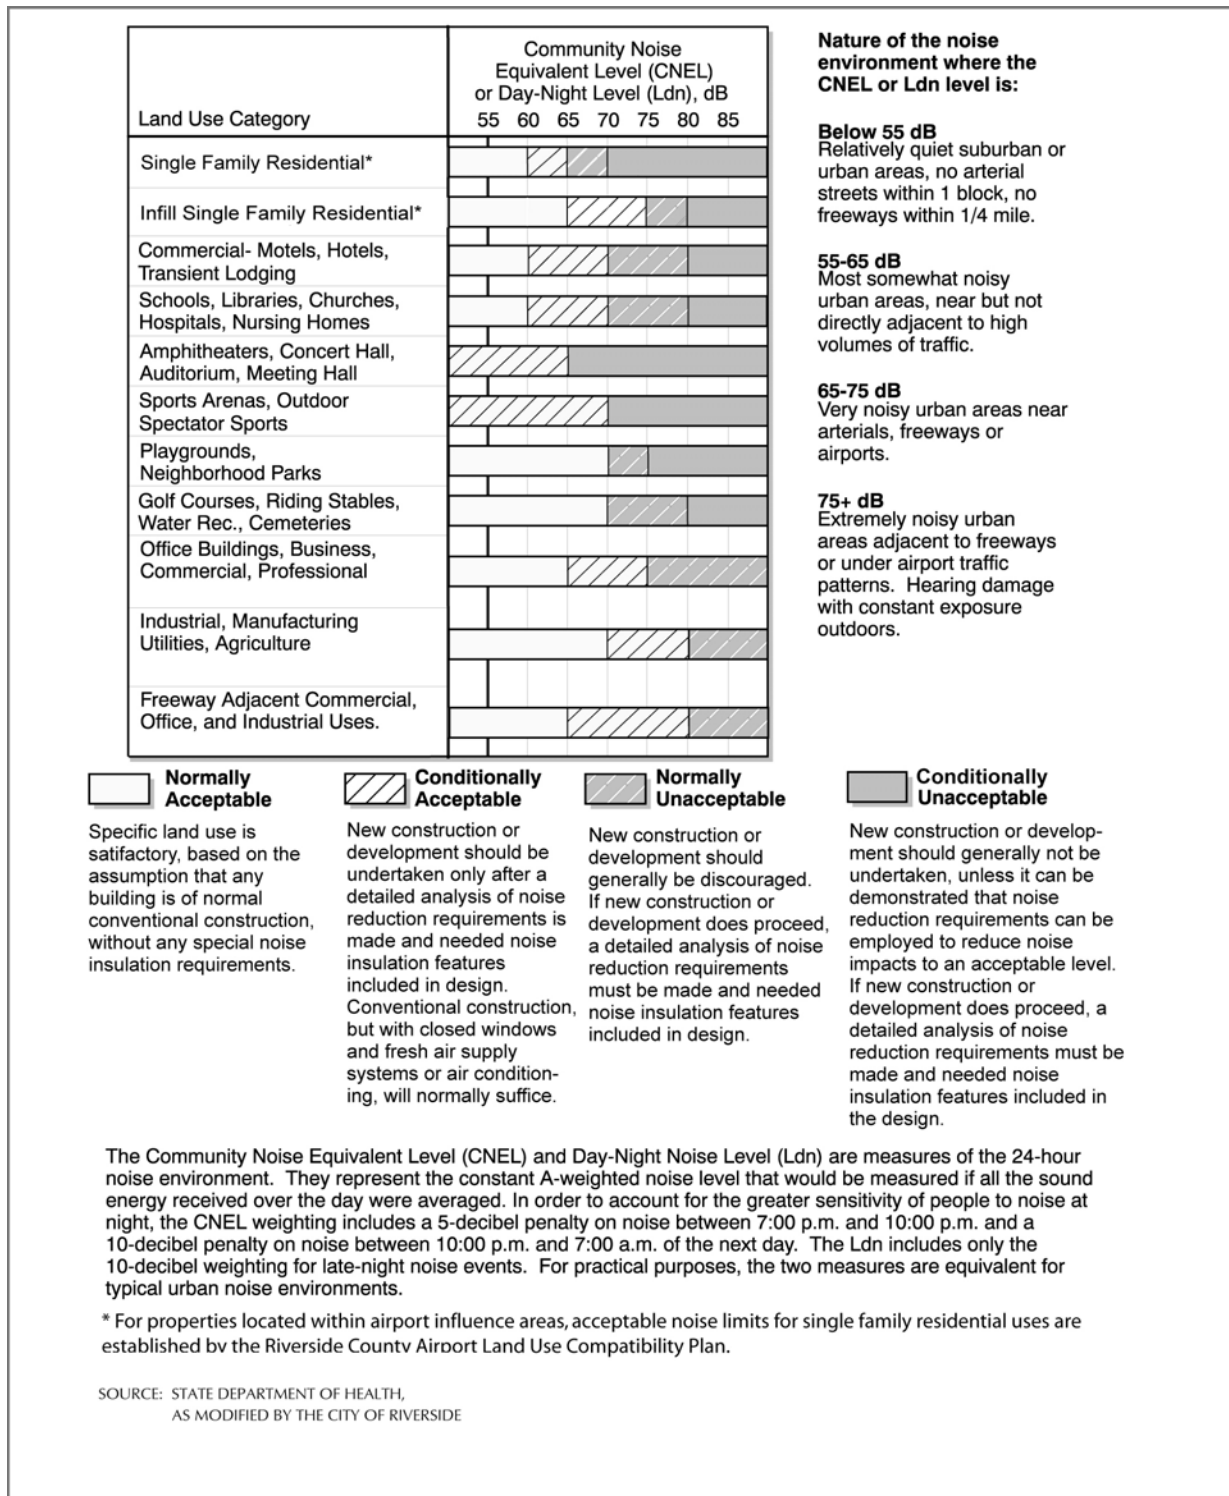 Community Noise
Equivalent Level (CNEL)
or Day-Night Level (Ldn), dB
Land Use Category
55 60 65 70 75 80 85
Single Family Residential*
Infill Single Family Residential*
Commercial- Motels, Hotels,
Transient Lodging
Schools, Libraries, Churches,
Hospitals, Nursing Homes
Amphitheaters, Concert Hall,
Auditorium, Meeting Hall
Sports Arenas, Outdoor
Spectator Sports
Playgrounds,
Neighborhood Parks
Golf Courses, Riding Stables,
Water Rec., Cemeteries
Office Buildings, Business,
Commercial, Professional
Industrial, Manufacturing
Utilities, Agriculture
Freeway Adjacent Commercial,
Office, and Industrial Uses.
Nature of the noise
environment where the
CNEL or Ldn level is:
Below 55 dB
Relatively quiet suburban or
urban areas, no arterial
streets within 1 block, no
freeways within 1/4 mile.
55-65 dB
Most somewhat noisy
urban areas, near but not
directly adjacent to high
volumes of traffic.
65-75 dB
Very noisy urban areas near
arterials, freeways or
airports.
75+ dB
Extremely noisy urban
areas adjacent to freeways
or under airport traffic
patterns. Hearing damage
with constant exposure
outdoors.
Normally
Acceptable
Specific land use is
satifactory, based on the
assumption that any
building is of normal
conventional construction,
without any special noise
insulation requirements.
Conditionally
Acceptable
New construction or
development should be
undertaken only after a
detailed analysis of noise
reduction requirements is
made and needed noise
insulation features
included in design.
Conventional construction,
but with closed windows
and fresh air supply
systems or air condition-
ing, will normally suffice.
Normally
Unacceptable
New construction or
development should
generally be discouraged.
If new construction or
development does proceed,
a detailed analysis of noise
reduction requirements
must be made and needed
noise insulation features
included in design.
Conditionally
Unacceptable
New construction or develop-
ment should generally not be
undertaken, unless it can be
demonstrated that noise
reduction requirements can be
employed to reduce noise
impacts to an acceptable level.
If new construction or
development does proceed, a
detailed analysis of noise
reduction requirements must be
made and needed noise
insulation features included in
the design.
The Community Noise Equivalent Level (CNEL) and Day-Night Noise Level (Ldn) are measures of the 24-hour
noise environment. They represent the constant A-weighted noise level that would be measured if all the sound
energy received over the day were averaged. In order to account for the greater sensitivity of people to noise at
night, the CNEL weighting includes a 5-decibel penalty on noise between 7:00 p.m. and 10:00 p.m. and a
10-decibel penalty on noise between 10:00 p.m. and 7:00 a.m. of the next day. The Ldn includes only the
10-decibel weighting for late-night noise events. For practical purposes, the two measures are equivalent for
typical urban noise environments.
* For properties located within airport influence areas, acceptable noise limits for single family residential uses are
established by the Riverside County Airport Land Use Compatibility Plan.
SOURCE: STATE DEPARTMENT OF HEALTH,
AS MODIFIED BY THE CITY OF RIVERSIDE